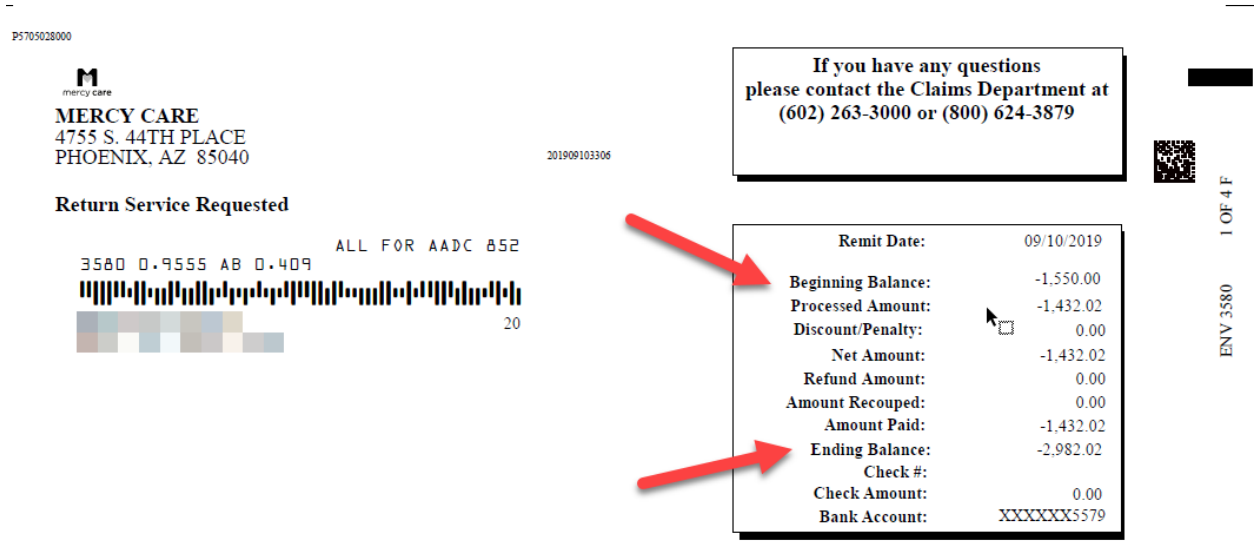 P5705028000
M
mercy care
MERCY CARE
4755 S. 44TH PLACE
PHOENIX, AZ 85040
201909103306
Return Service Requested
ALL FOR AADC 852
3580 0.9555 AB 0.409
20
If you have any questions
please contact the Claims Department at
(602) 263-3000 or (800) 624-3879
Remit Date: 09/10/2019
Beginning Balance: -1,550.00
Processed Amount: -1,432.02
Discount/Penalty: 0.00
Net Amount: -1,432.02
Refund Amount: 0.00
Amount Recouped: 0.00
Amount Paid: -1,432.02
Ending Balance: -2,982.02
Check #:
Check Amount: 0.00
Bank Account: XXXXXX5579
ENV 3580 1 OF 4 F